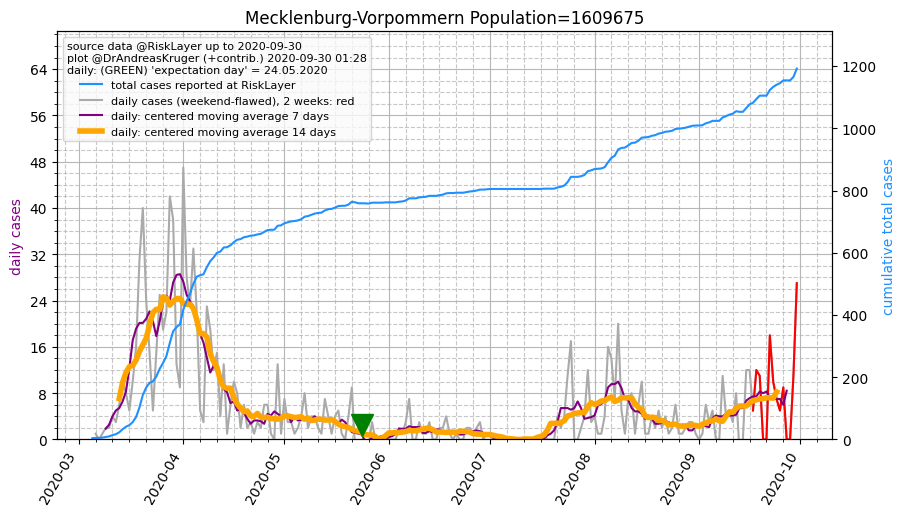 Mecklenburg-Vorpommern Population=1609675
source data @RiskLayer up to 2020-09-30
plot @DrAndreasKruger (+contrib.) 2020-09-30 01:28
daily: (GREEN) 'expectation day' = 24.05.2020
total cases reported at RiskLayer
daily cases (weekend-flawed), 2 weeks: red
daily: centered moving average 7 days
daily: centered moving average 14 days
daily cases
64
56
48
40
32
24
16
8
0
cumulative total cases
1200
1000
800
600
400
200
0
2020-03
2020-04
2020-05
2020-06
2020-07
2020-08
2020-09
2020-10